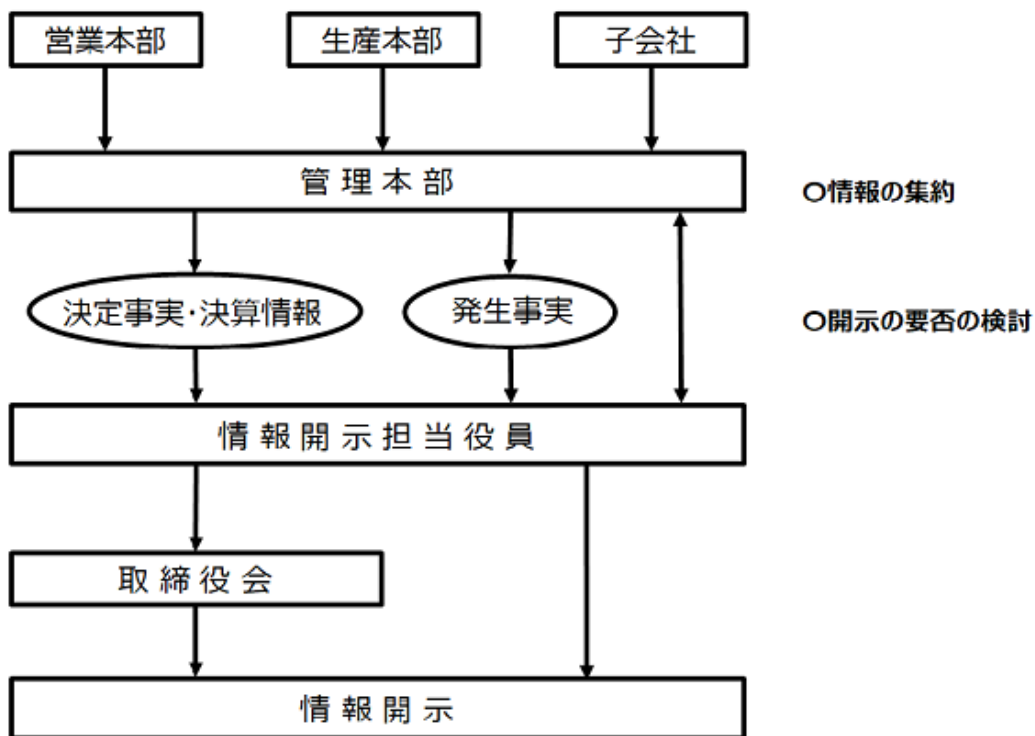 営業本部
生産本部
子会社
管理本部
○情報の集約
決定事実・決算情報
発生事実
○開示の要否の検討
情報開示担当役員
取締役会
情報開示